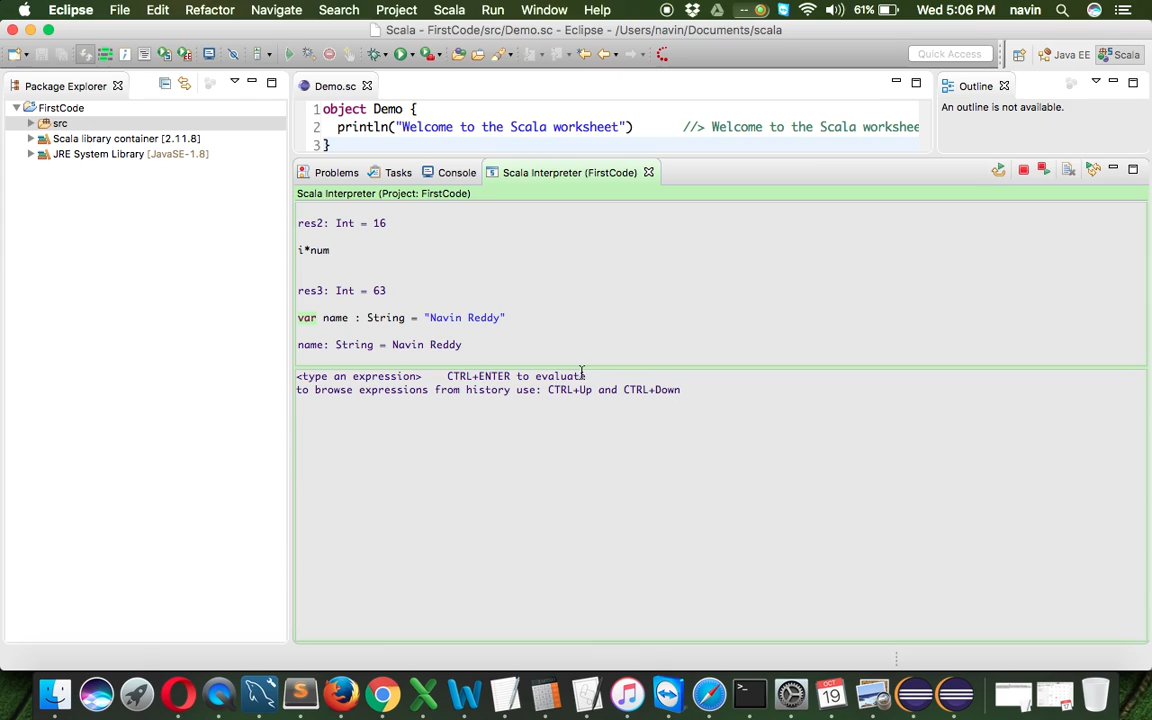 Eclipse File Edit Refactor Navigate Search Project Scala Run Window Help 61% Wed 5:06 PM navin
Scala - FirstCode/src/Demo.sc - Eclipse - /Users/navin/Documents/scala
Quick Access Java EE Scala
Package Explorer
FirstCode
src
Scala library container [2.11.8]
JRE System Library [JavaSE-1.8]
Demo.sc
1 object Demo {
2 println("Welcome to the Scala worksheet") //> Welcome to the Scala workshee
3 }
Outline
An outline is not available.
Problems Tasks Console Scala Interpreter (FirstCode)
Scala Interpreter (Project: FirstCode)
res2: Int = 16
i*num
res3: Int = 63
var name : String = "Navin Reddy"
name: String = Navin Reddy
<type an expression> CTRL+ENTER to evaluate
to browse expressions from history use: CTRL+Up and CTRL+Down
OCT
19